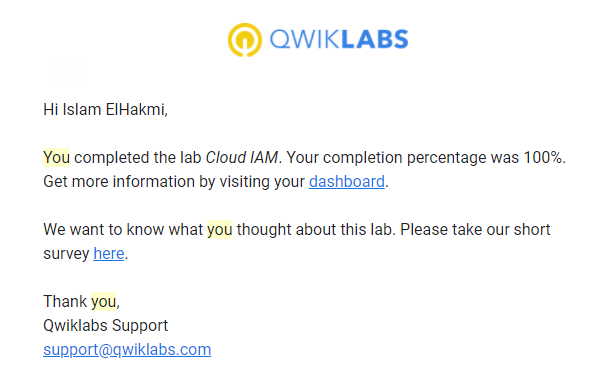 QWIKLABS
Hi Islam ElHakmi,
You completed the lab Cloud IAM. Your completion percentage was 100%.
Get more information by visiting your dashboard.
We want to know what you thought about this lab. Please take our short
survey here.
Thank you,
Qwiklabs Support
support@qwiklabs.com